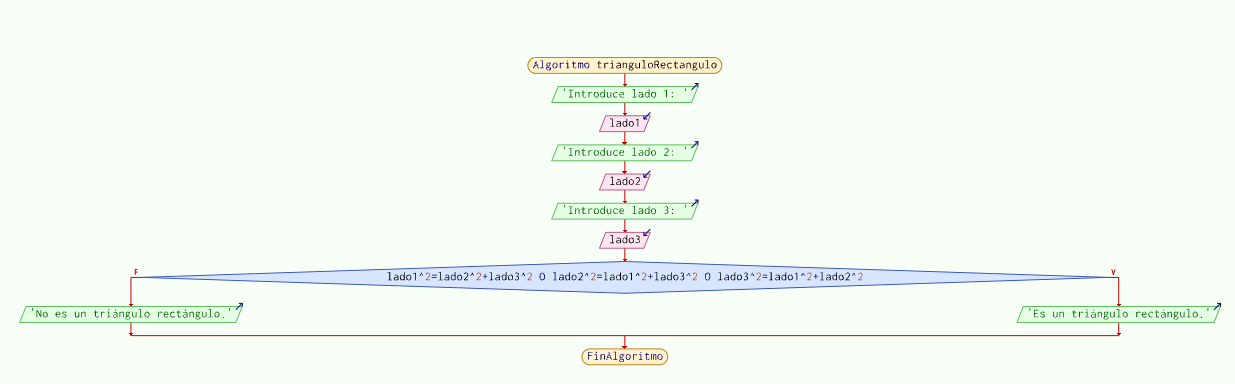 Algoritmo trianguloRectangulo
'Introduce lado 1: '
lado1
'Introduce lado 2: '
lado2
'Introduce lado 3: '
lado3
F
V
lado1^2=lado2^2+lado3^2 O lado2^2=lado1^2+lado3^2 O lado3^2=lado1^2+lado2^2
'No es un triángulo rectángulo.'
'Es un triángulo rectángulo.'
FinAlgoritmo